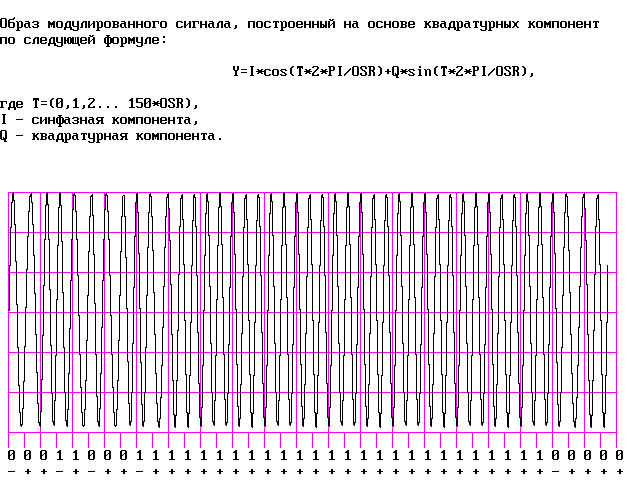 Образ модулированного сигнала, построенный на основе квадратурных компонент
по следующей формуле:
Y=I*cos(T*2*PI/OSR)+Q*sin(T*2*PI/OSR),
где T=(0,1,2... 150*OSR),
I - синфазная компонента,
Q - квадратурная компонента.
0 0 0 1 1 0 0 0 1 1 1 1 1 1 1 1 1 1 1 1 1 1 1 1 1 1 1 1 1 1 1 1 1 1 0 0 0 0 0
- + + - + - + + - + + + + + + + + + + + + + + + + + + + + + + + + + - + + + +